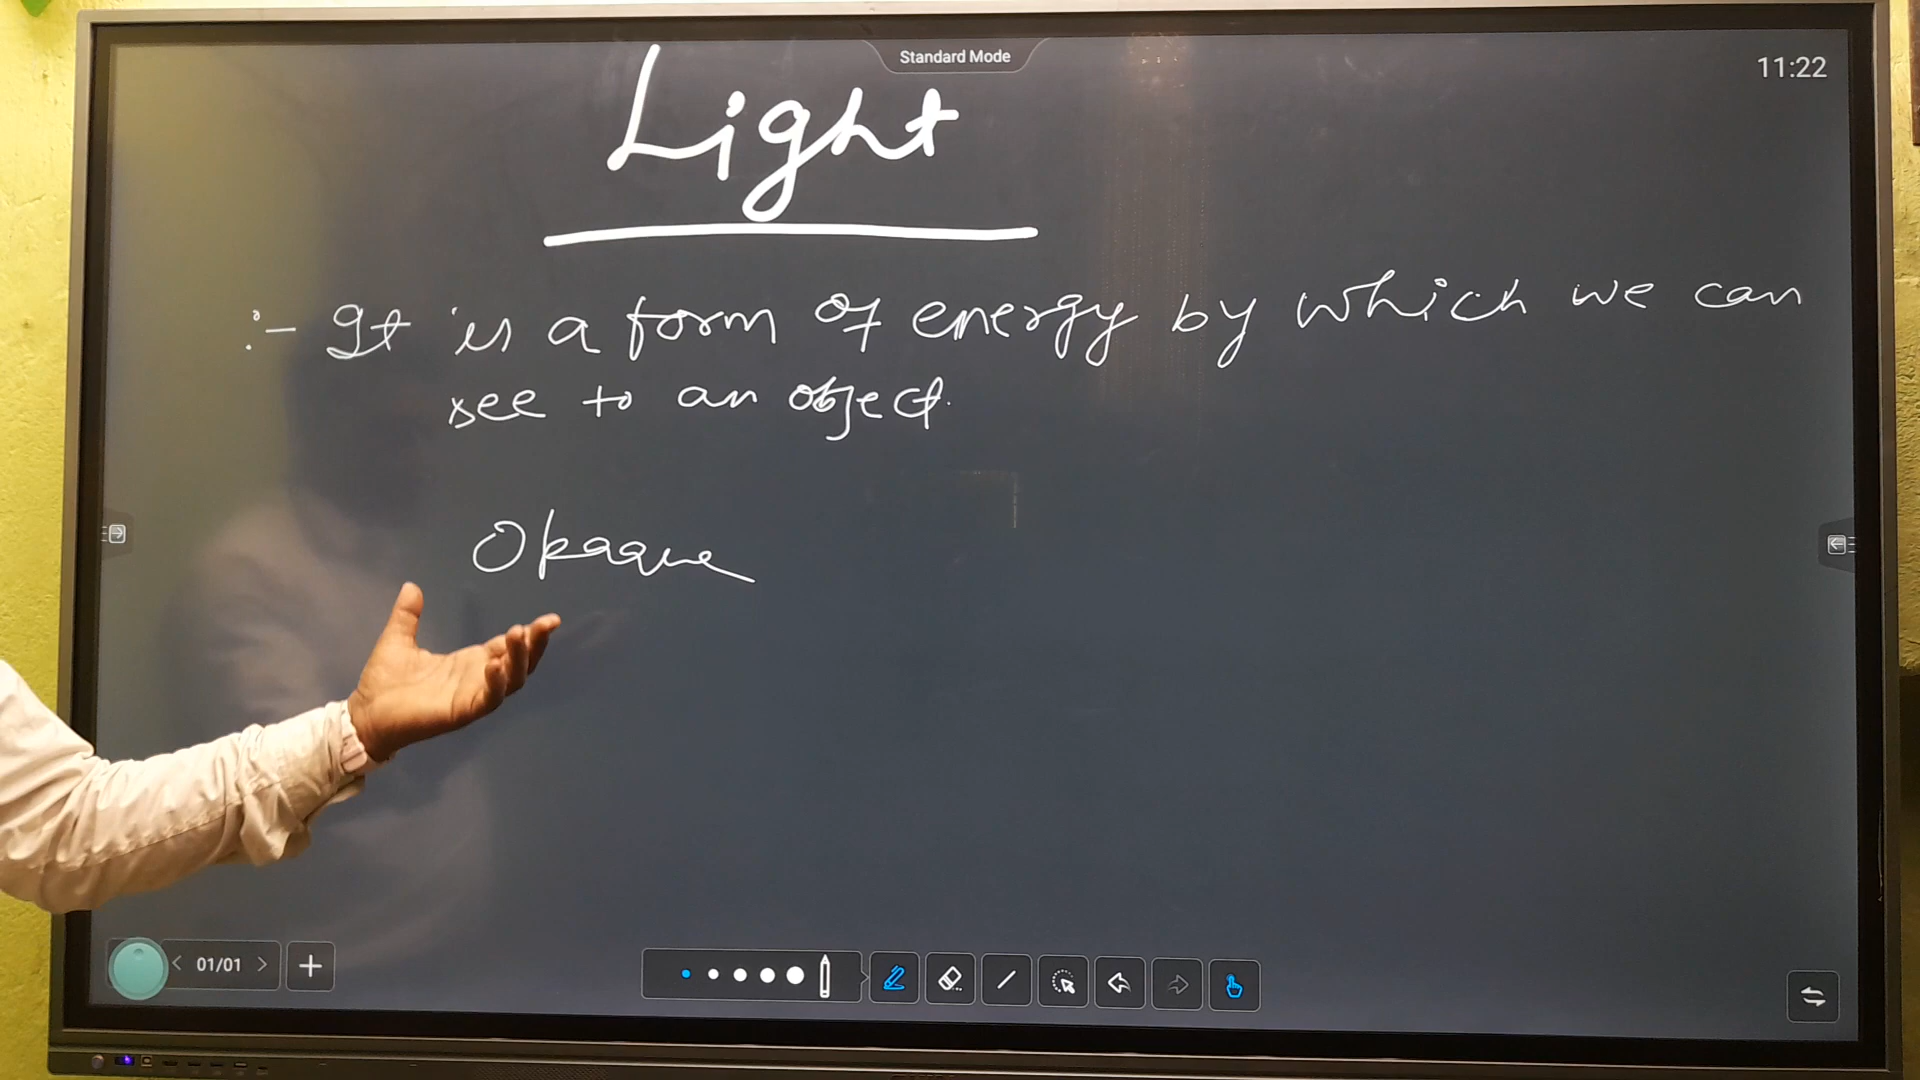 Standard Mode
11:22
Light
:- It is a form of energy by which we can
see to an object.
Okaque
01/01